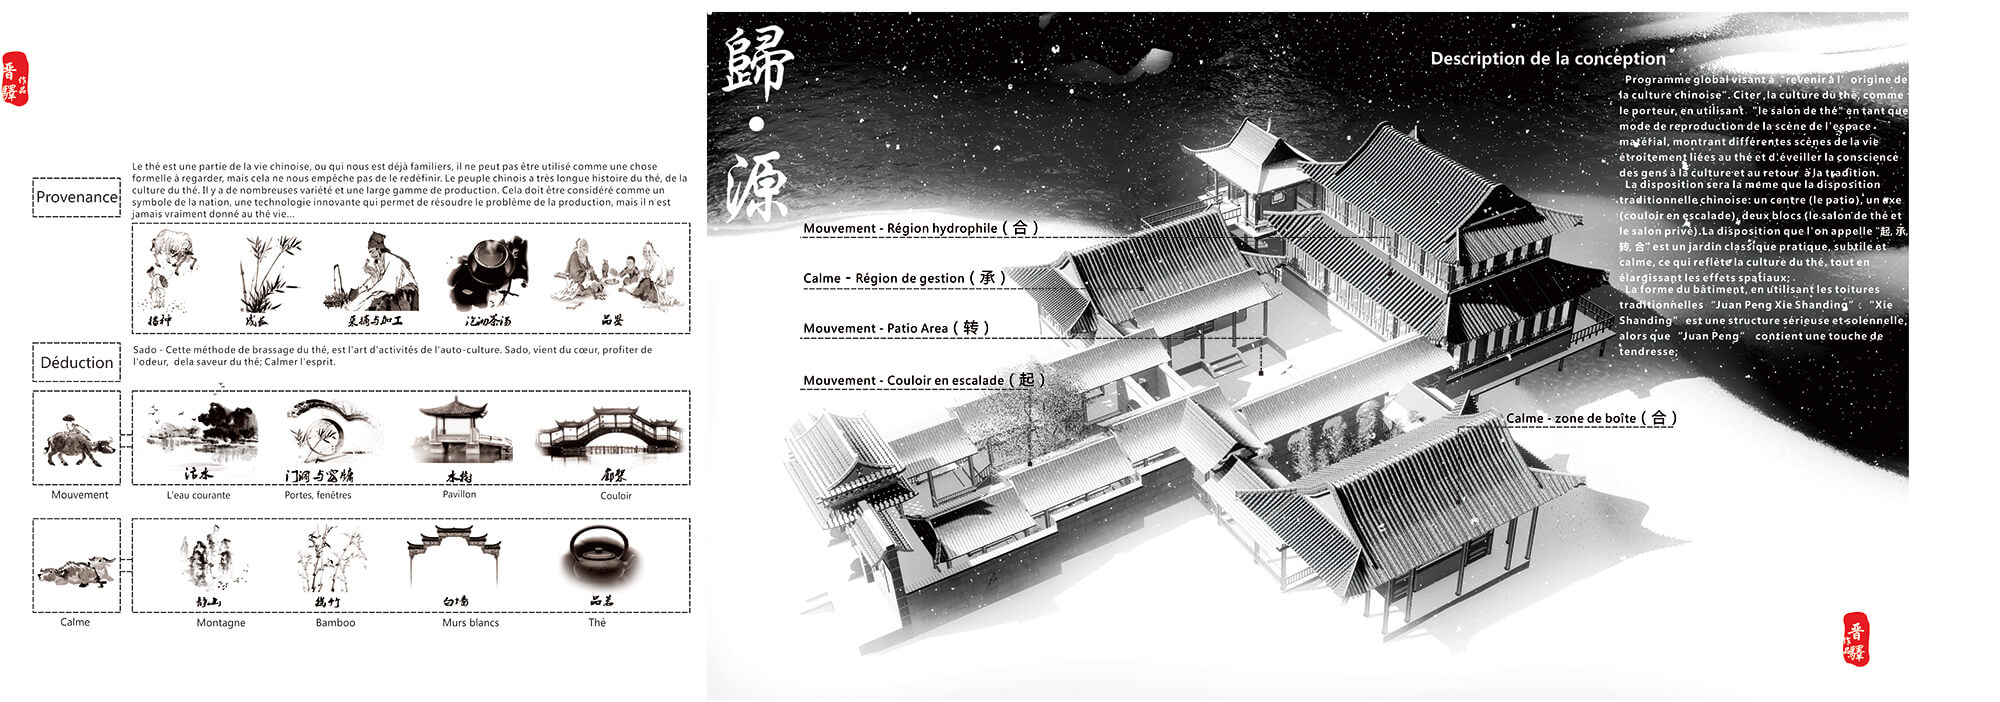 晋驿
作品
Provenance
Le thé est une partie de la vie chinoise, ou qui nous est déjà familiers, il ne peut pas être utilisé comme une chose
formelle à regarder, mais cela ne nous empêche pas de le redéfinir. Le peuple chinois a très longue histoire du thé, de la
culture du thé. Il y a de nombreuses variété et une large gamme de production. Cela doit être considéré comme un
symbole de la nation, une technologie innovante qui permet de résoudre le problème de la production, mais il n'est
jamais vraiment donné au thé vie...
播种
成长
采摘与加工
泡沏茶汤
品尝
Déduction
Sado - Cette méthode de brassage du thé, est l'art d'activités de l'auto-culture. Sado, vient du cœur, profiter de
l'odeur, dela saveur du thé; Calmer l'esprit.
活水
门洞与窗牖
水榭
廊架
Mouvement
L'eau courante
Portes, fenêtres
Pavillon
Couloir
静山
白墙
品茗
Calme
Montagne
Bamboo
Murs blancs
Thé
歸·源
Mouvement - Région hydrophile ( 合 )
Calme - Région de gestion ( 承 )
Mouvement - Patio Area ( 转 )
Mouvement - Couloir en escalade ( 起 )
Calme - zone de boîte ( 合 )
Description de la conception
Programme global visant à “revenir à l' origine de
la culture chinoise". Citer ,la culture du thé, comme
le porteur, en utilisant "le salon de thé" en tant que
mode de reproduction de la scène de l'espace
matérial, montrant différentes scènes de la vie
étroitement liées au thé et d'éveiller la conscience
des gens à la culture et au retour à la tradition.
La disposition sera la même que la disposition
traditionnelle chinoise: un centre (le patio), un axe
(couloir en escalade), deux blocs (le salon de thé et
le salon privé).La disposition que l'on appelle "起, 承,
转, 合" est un jardin classique pratique, subtile et
calme, ce qui reflète la culture du thé, tout en
élargissant les effets spatiaux;
La forme du bâtiment, en utilisant les toitures
traditionnelles “Juan Peng Xie Shanding” : “Xie
Shanding” est une structure sérieuse et solennelle,
alors que “Juan Peng” contient une touche de
tendresse;
晋驛
作品